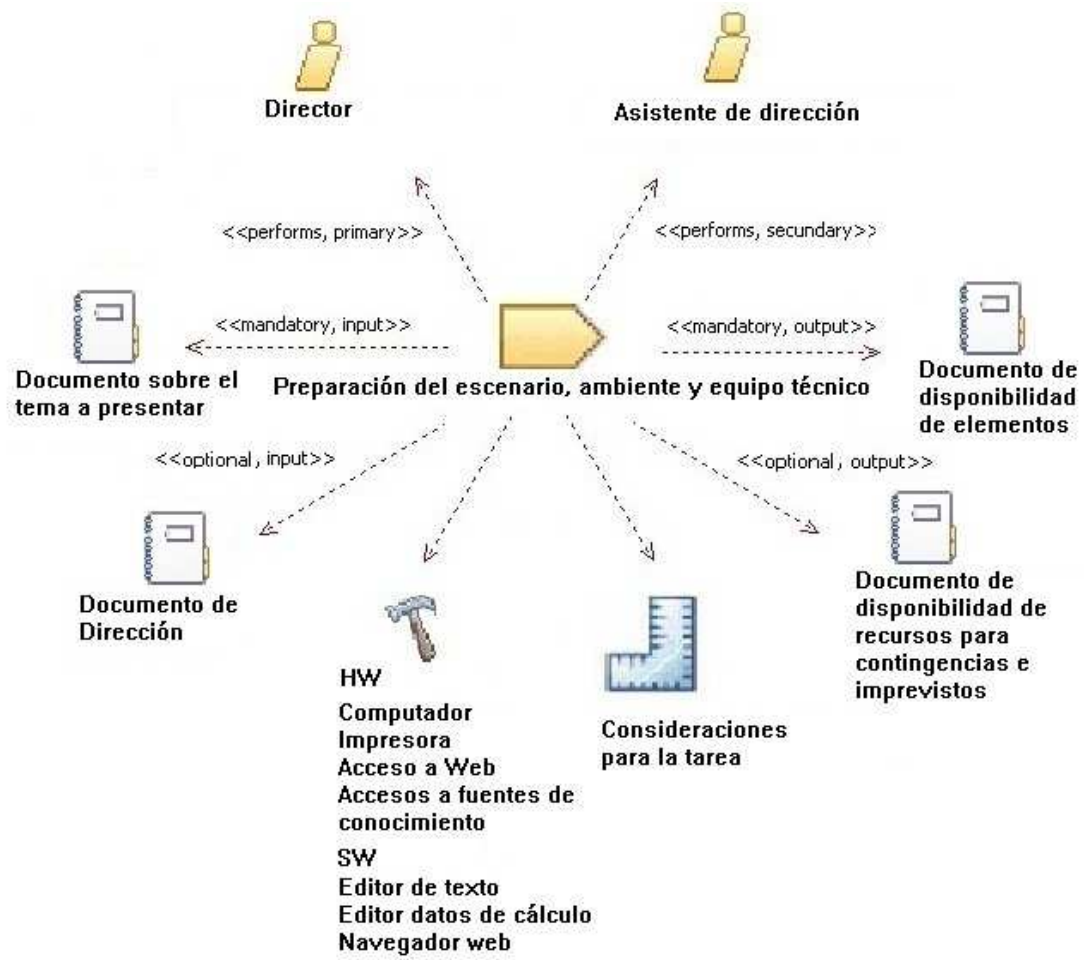 Director
Asistente de dirección
<<performs, primary>>
<<performs, secundary>>
<<mandatory, input>>
<<mandatory, output>>
Documento sobre el
tema a presentar
Preparación del escenario, ambiente y equipo técnico
Documento de
disponibilidad
de elementos
<<optional, input>>
<<optional, output>>
Documento de
Dirección
Documento de
disponibilidad de
recursos para
contingencias e
imprevistos
HW
Computador
Impresora
Acceso a Web
Accesos a fuentes de
conocimiento
SW
Editor de texto
Editor datos de cálculo
Navegador web
Consideraciones
para la tarea